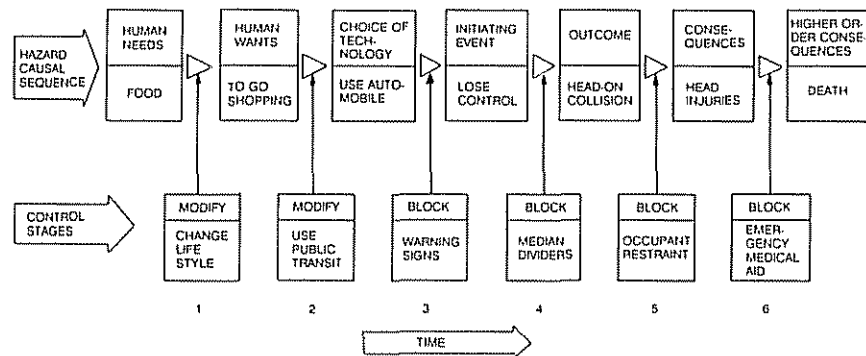 HAZARD
CAUSAL
SEQUENCE
HUMAN
NEEDS
FOOD
HUMAN
WANTS
TO GO
SHOPPING
CHOICE OF
TECH-
NOLOGY
USE AUTO-
MOBILE
INITIATING
EVENT
LOSE
CONTROL
OUTCOME
HEAD-ON
COLLISION
CONSE-
QUENCES
HEAD
INJURIES
HIGHER OR-
DER CONSE-
QUENCES
DEATH
CONTROL
STAGES
MODIFY
CHANGE
LIFE
STYLE
MODIFY
USE
PUBLIC
TRANSIT
BLOCK
WARNING
SIGNS
BLOCK
MEDIAN
DIVIDERS
BLOCK
OCCUPANT
RESTRAINT
BLOCK
EMER-
GENCY
MEDICAL
AID
1
2
3
4
5
6
TIME